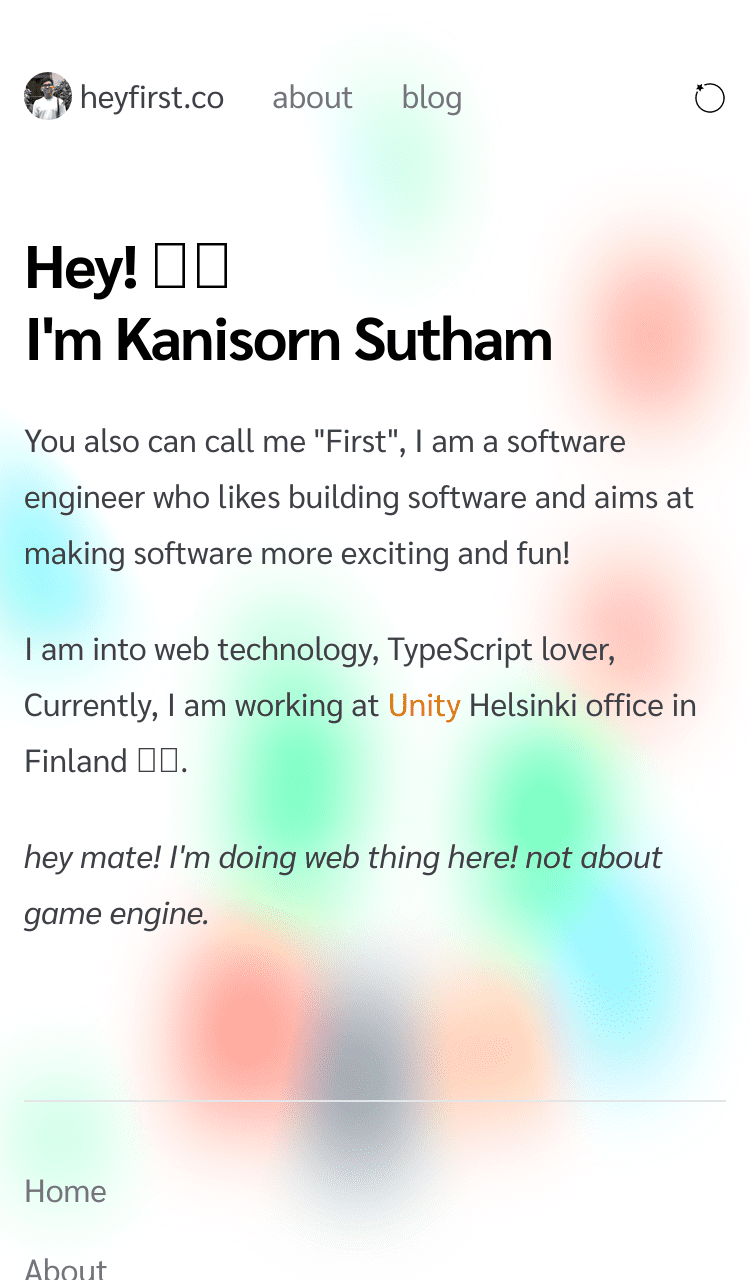 heyfirst.co about blog
Hey! 
I'm Kanisorn Sutham
You also can call me "First", I am a software
engineer who likes building software and aims at
making software more exciting and fun!
I am into web technology, TypeScript lover,
Currently, I am working at Unity Helsinki office in
Finland .
hey mate! I'm doing web thing here! not about
game engine.
Home
About